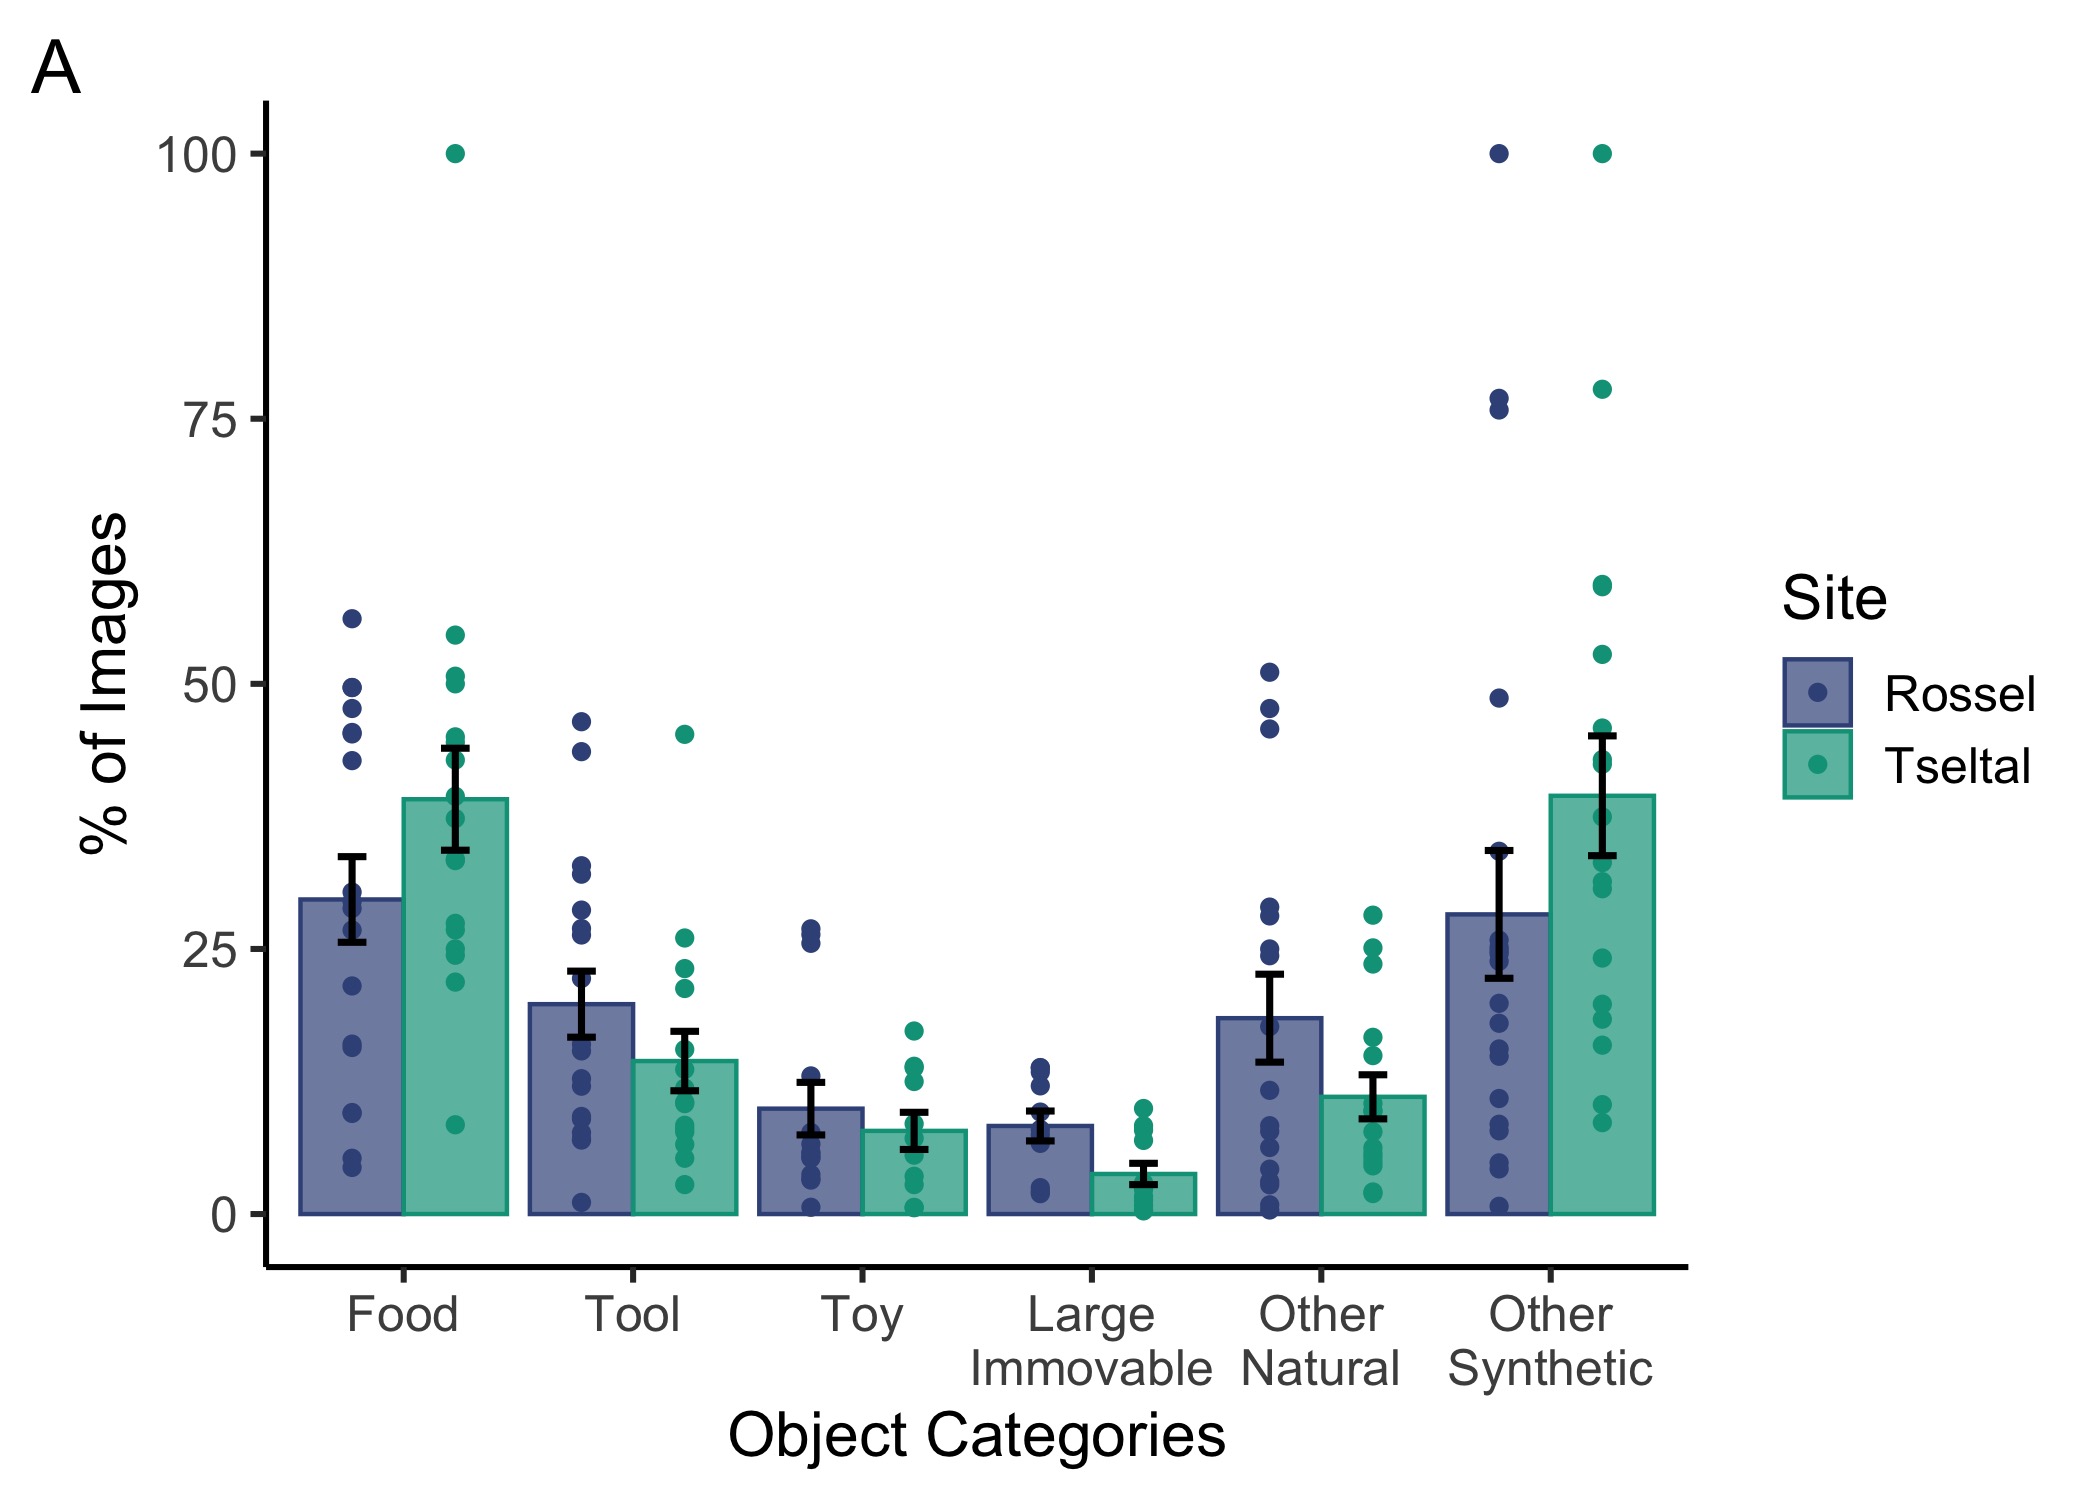 A
100
75
50
25
0
% of Images
Food
Tool
Toy
Large
Immovable
Other
Natural
Other
Synthetic
Object Categories
Site
Rossel
Tseltal